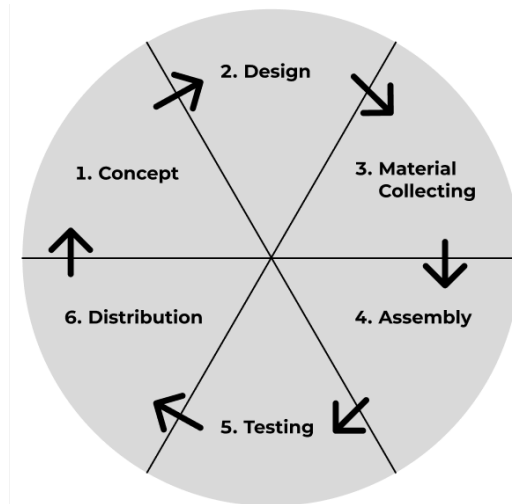 1. Concept
2. Design
3. Material
Collecting
4. Assembly
5. Testing
6. Distribution